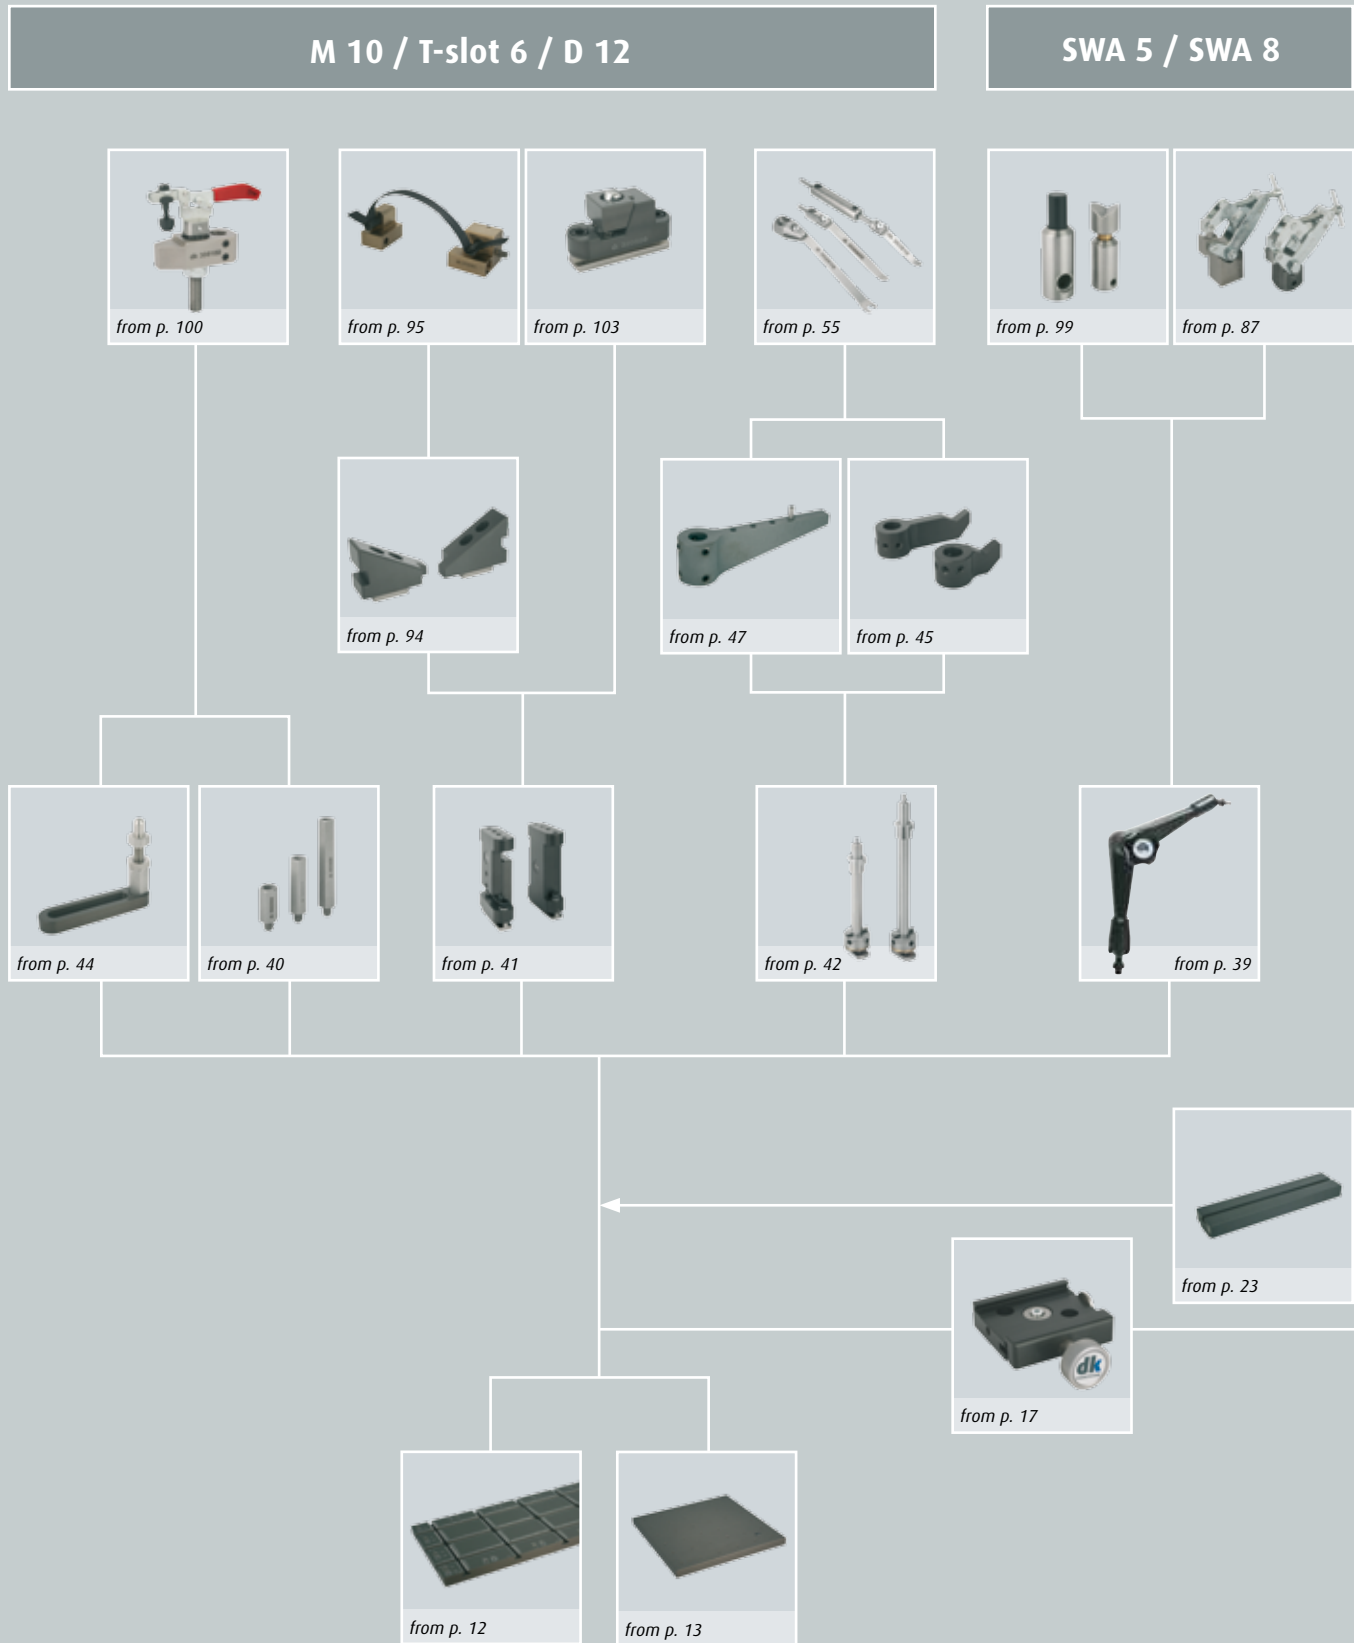 M 10 / T-slot 6 / D 12
SWA 5 / SWA 8
from p. 100
from p. 95
from p. 103
from p. 55
from p. 99
from p. 87
from p. 94
from p. 47
from p. 45
from p. 44
from p. 40
from p. 41
from p. 42
from p. 39
from p. 23
dk
from p. 17
from p. 12
from p. 13